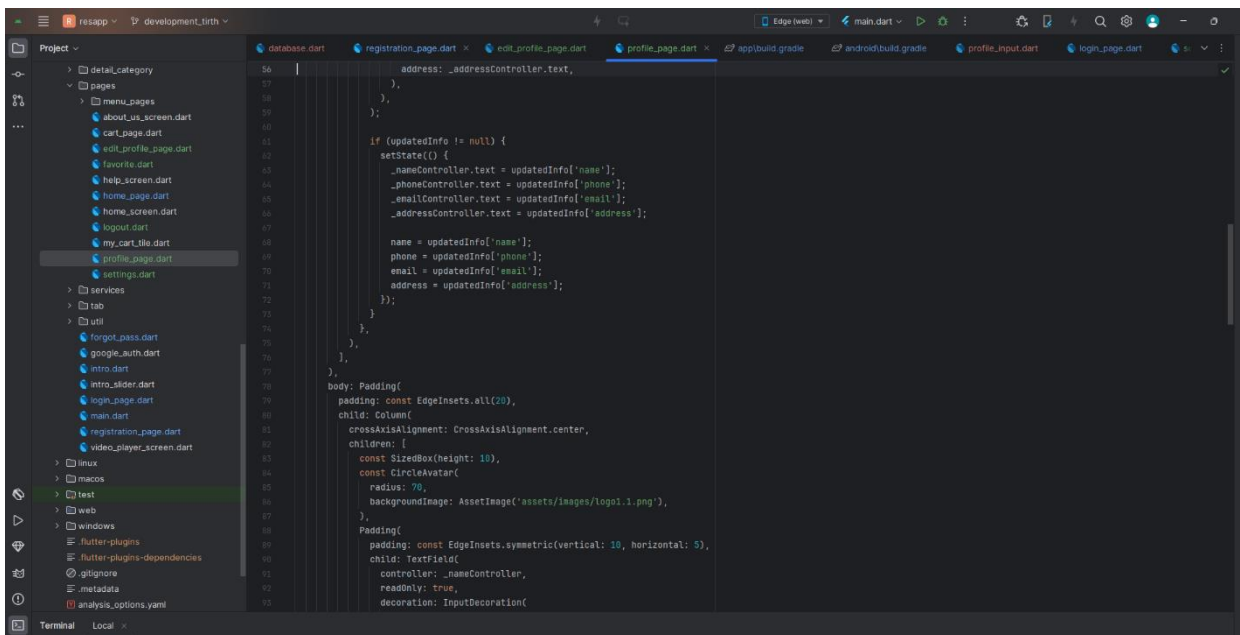 resapp development_tirth Edge (web) main.dart
Project
database.dart registration_page.dart edit_profile_page.dart profile_page.dart app\build.gradle android\build.gradle profile_input.dart login_page.dart
detail_category
pages
menu_pages
about_us_screen.dart
cart_page.dart
edit_profile_page.dart
favorite.dart
help_screen.dart
home_page.dart
home_screen.dart
logout.dart
my_cart_tile.dart
profile_page.dart
settings.dart
services
tab
util
forgot_pass.dart
google_auth.dart
intro.dart
intro_slider.dart
login_page.dart
main.dart
registration_page.dart
video_player_screen.dart
linux
macos
test
web
windows
.flutter-plugins
.flutter-plugins-dependencies
.gitignore
.metadata
analysis_options.yaml
56 address: _addressController.text,
57 ),
58 ),
59 );
60
61 if (updatedInfo != null) {
62 setState(() {
63 _nameController.text = updatedInfo['name'];
64 _phoneController.text = updatedInfo['phone'];
65 _emailController.text = updatedInfo['email'];
66 _addressController.text = updatedInfo['address'];
67
68 name = updatedInfo['name'];
69 phone = updatedInfo['phone'];
70 email = updatedInfo['email'];
71 address = updatedInfo['address'];
72 });
73 }
74 },
75 ),
76 ],
77 ),
78 body: Padding(
79 padding: const EdgeInsets.all(20),
80 child: Column(
81 crossAxisAlignment: CrossAxisAlignment.center,
82 children: [
83 const SizedBox(height: 10),
84 const CircleAvatar(
85 radius: 70,
86 backgroundImage: AssetImage('assets/images/logo1.1.png'),
87 ),
88 Padding(
89 padding: const EdgeInsets.symmetric(vertical: 10, horizontal: 5),
90 child: TextField(
91 controller: _nameController,
92 readOnly: true,
93 decoration: InputDecoration(
Terminal Local